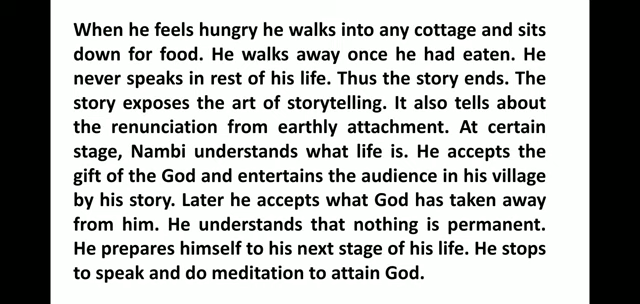 When he feels hungry he walks into any cottage and sits
down for food. He walks away once he had eaten. He
never speaks in rest of his life. Thus the story ends. The
story exposes the art of storytelling. It also tells about
the renunciation from earthly attachment. At certain
stage, Nambi understands what life is. He accepts the
gift of the God and entertains the audience in his village
by his story. Later he accepts what God has taken away
from him. He understands that nothing is permanent.
He prepares himself to his next stage of his life. He stops
to speak and do meditation to attain God.